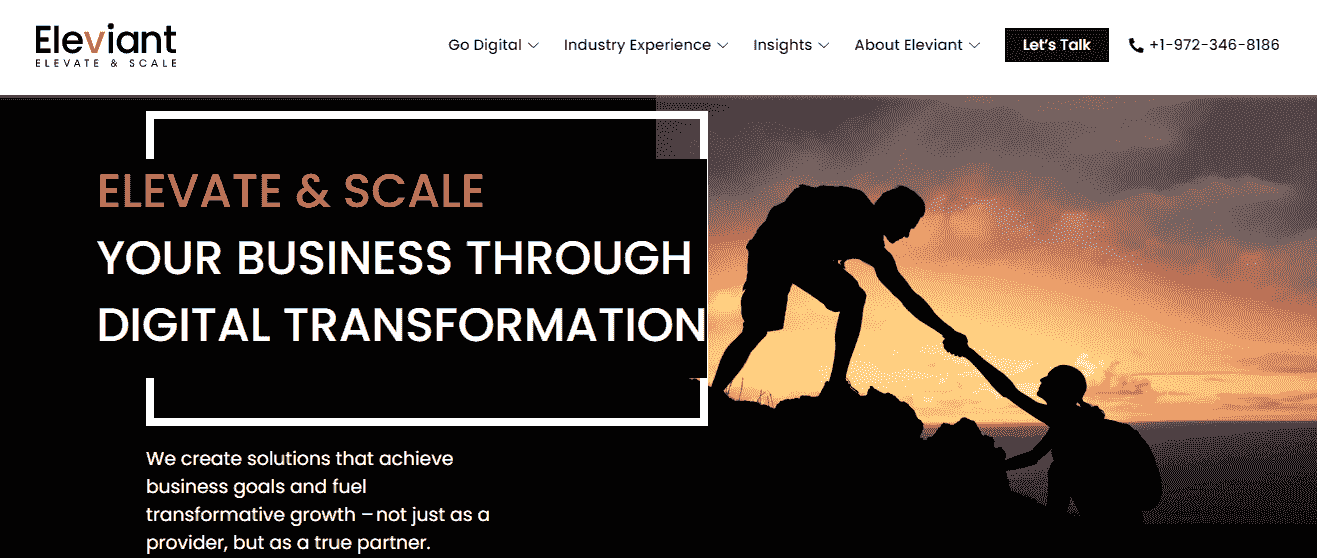 Eleviant
ELEVATE & SCALE
Go Digital
Industry Experience
Insights
About Eleviant
Let's Talk
+1-972-346-8186
ELEVATE & SCALE
YOUR BUSINESS THROUGH
DIGITAL TRANSFORMATION
We create solutions that achieve
business goals and fuel
transformative growth – not just as a
provider, but as a true partner.